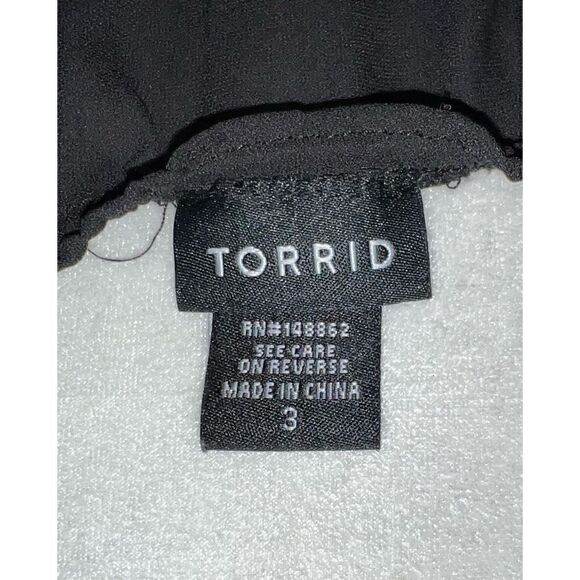 TORRID
RN#148862
SEE CARE
ON REVERSE
MADE IN CHINA
3